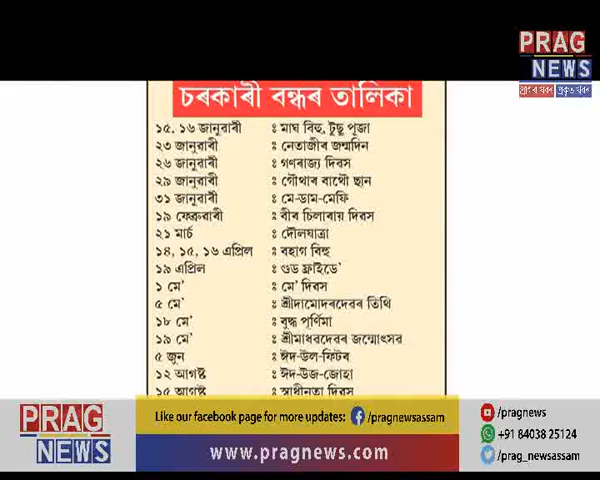 PRAG
NEWS
চৰকাৰী বন্ধৰ তালিকা
১৫, ১৬ জানুৱাৰী : মাঘ বিহু, টুছু পূজা
২৩ জানুৱাৰী : নেতাজীৰ জন্মদিন
২৬ জানুৱাৰী : গণৰাজ্য দিৱস
২৯ জানুৱাৰী : গৌথাৰ বাথৌ ছান
৩১ জানুৱাৰী : মে-ডাম-মেফি
১৯ ফেব্ৰুৱাৰী : বীৰ চিলাৰায় দিৱস
২১ মাৰ্চ : দৌলযাত্ৰা
১৪, ১৫, ১৬ এপ্ৰিল : বহাগ বিহু
১৯ এপ্ৰিল : গুড ফ্ৰাইডে'
১ মে' : মে' দিৱস
৫ মে' : শ্ৰীদামোদৰদেৱৰ তিথি
১৮ মে' : বুদ্ধ পূৰ্ণিমা
১৯ মে' : শ্ৰীমাধৱদেৱৰ জন্মোৎসৱ
৫ জুন : ঈদ-উল-ফিটৰ
১২ আগষ্ট : ঈদ-উজ-জোহা
১৫ আগষ্ট : স্বাধীনতা দিৱস
PRAG
NEWS
Like our facebook page for more updates: f/pragnewsassam
www.pragnews.com
/pragnews
+91 84038 25124
/prag_newsassam